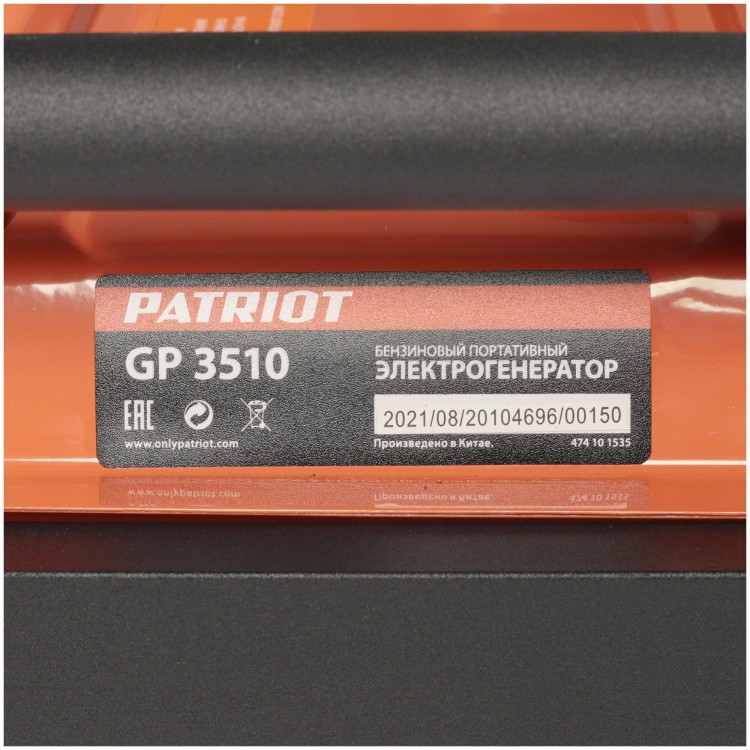 PATRIOT
GP 3510
БЕНЗИНОВЫЙ ПОРТАТИВНЫЙ
ЭЛЕКТРОГЕНЕРАТОР
EAC
2021/08/20104696/00150
www.onlypatriot.com
Произведено в Китае.
474 10 1535